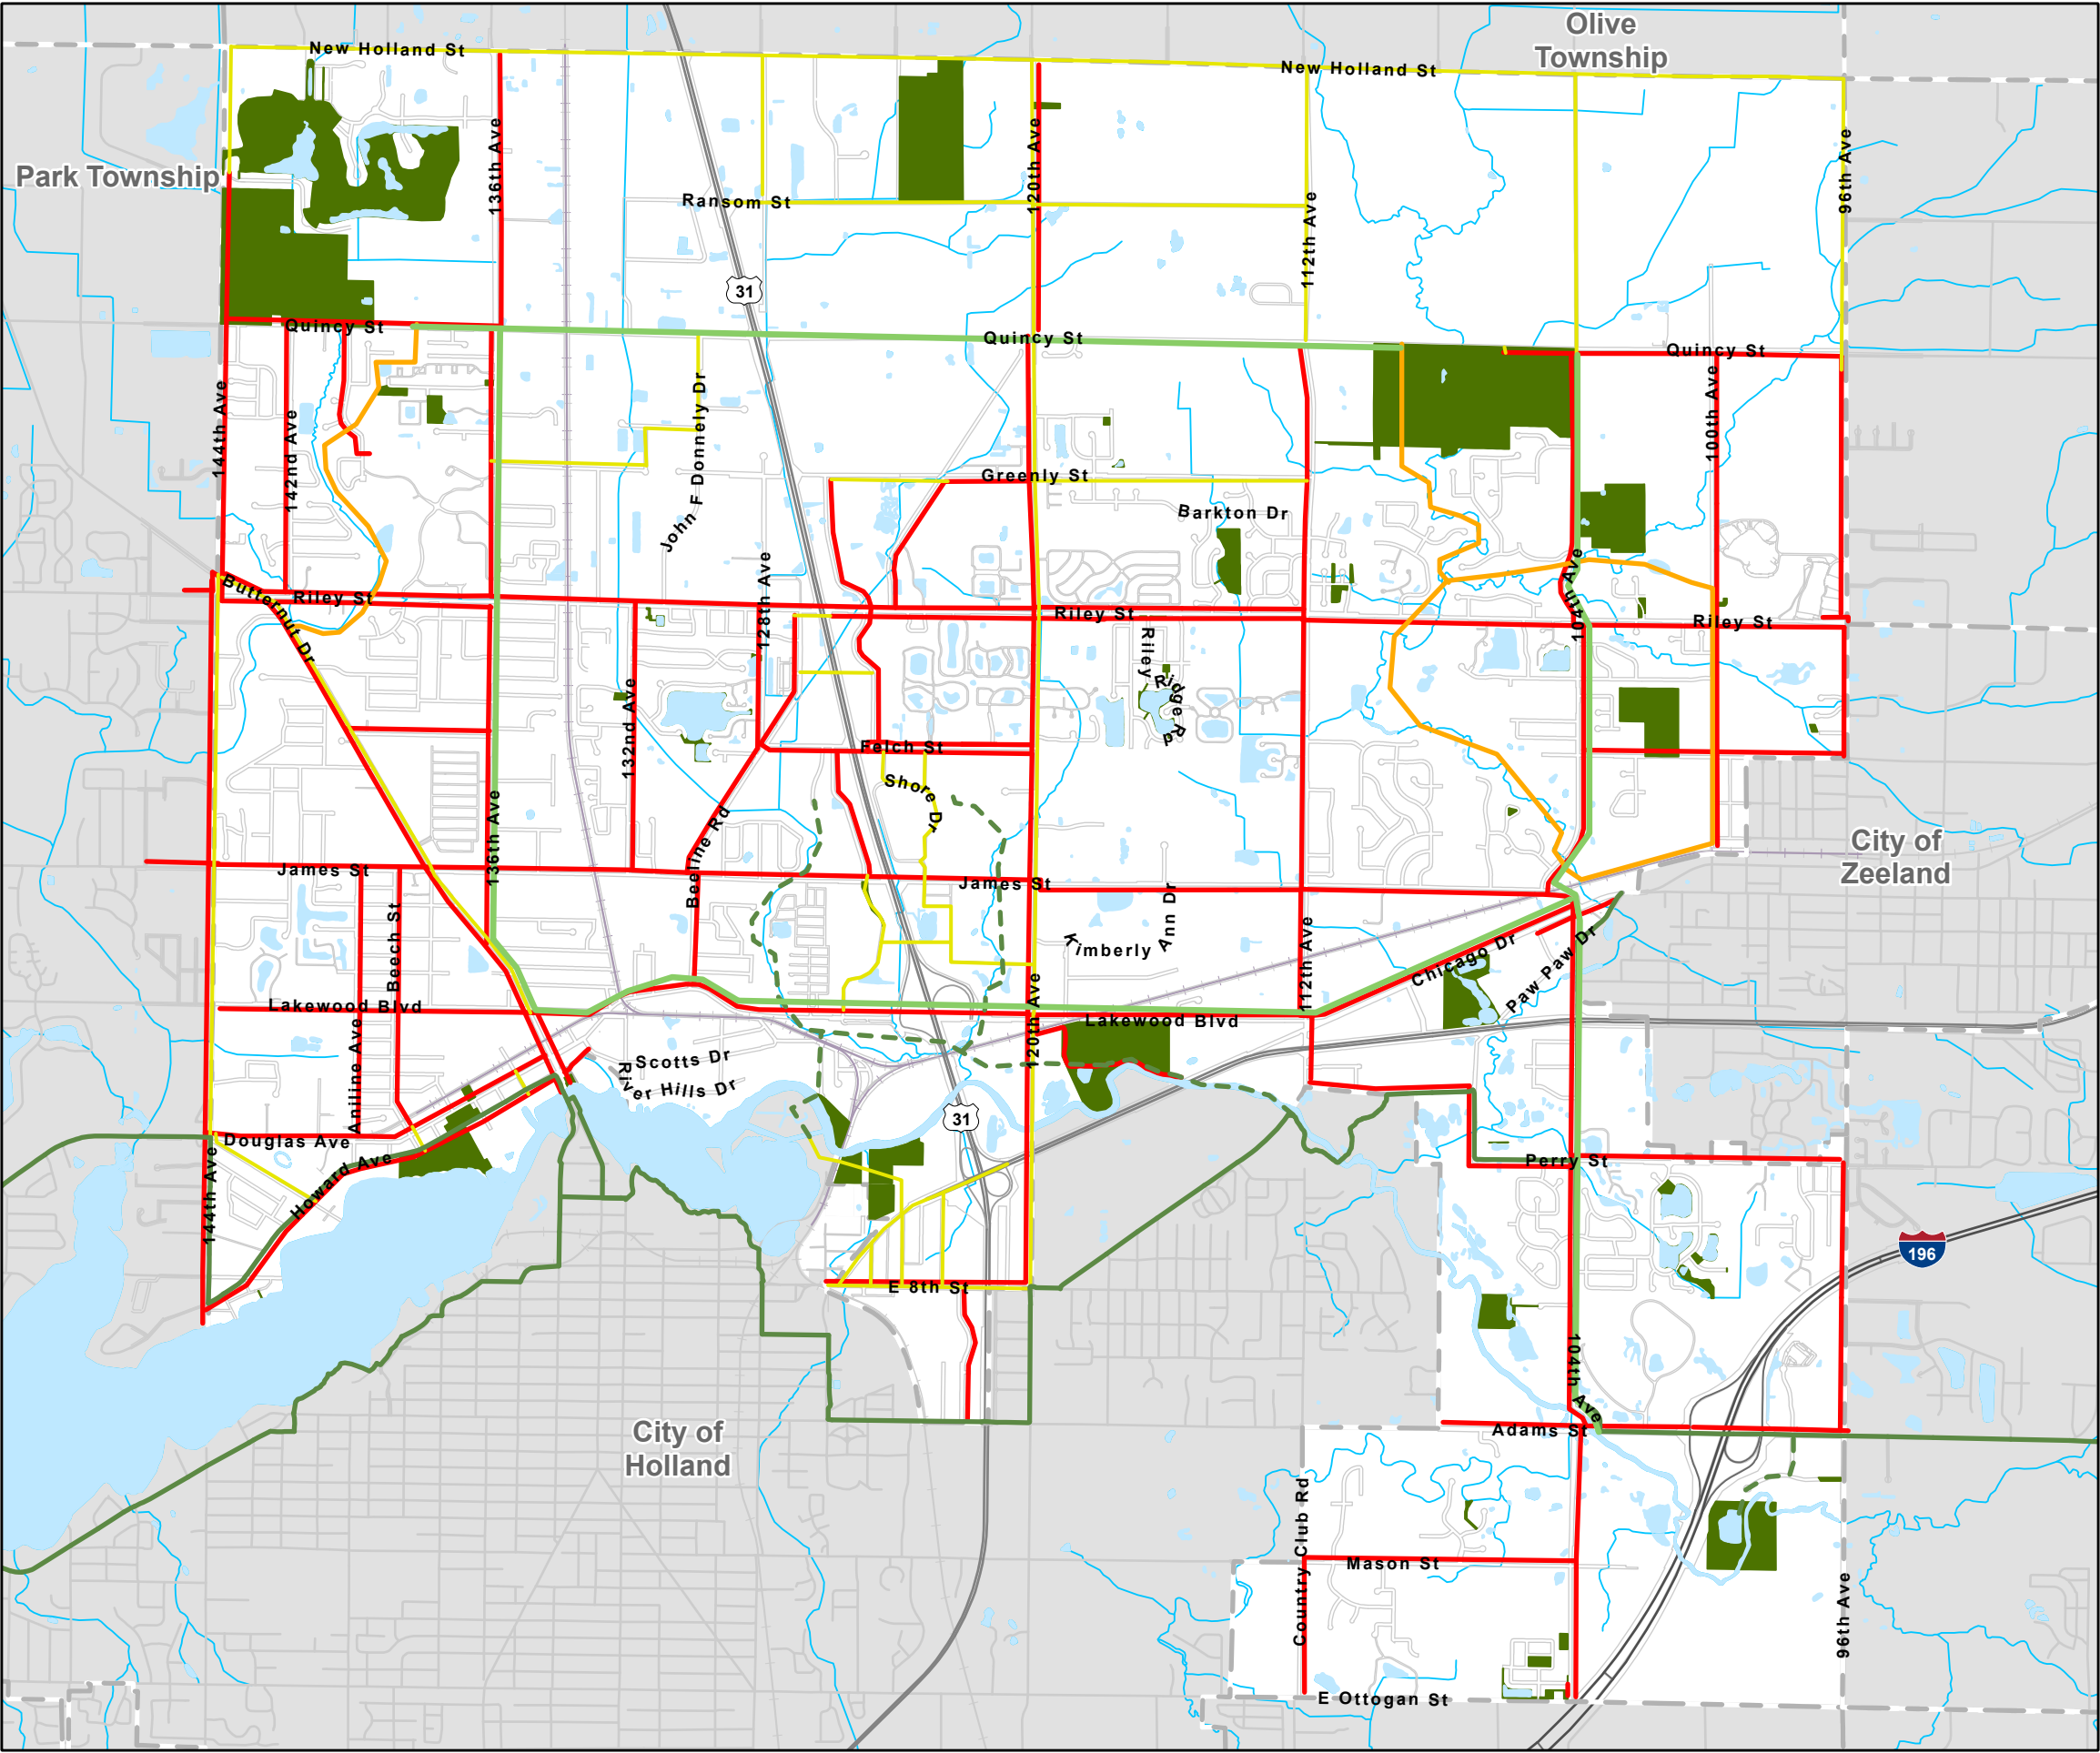 Olive
Township
New Holland St
New Holland St
Park Township
136th Ave
120th Ave
96th Ave
Ransom St
112th Ave
31
Quincy St
Quincy St
Quincy St
144th Ave
142nd Ave
John F Donnely Dr
100th Ave
Greenly St
Barkton Dr
128th Ave
104th Ave
Butternut Dr
Riley St
Riley St
Riley St
Riley Ridge Rd
132nd Ave
Felch St
Shore Dr
136th Ave
Beeline Rd
City of
Zeeland
James St
James St
Beech St
Kimberly Ann Dr
112th Ave
Chicago Dr
Paw Paw Dr
Lakewood Blvd
Lakewood Blvd
120th Ave
Aniline Ave
Scotts Dr
River Hills Dr
31
Douglas Ave
Howard Ave
144th Ave
Perry St
196
E 8th St
104th Ave
Adams St
City of
Holland
Country Club Rd
Mason St
96th Ave
E Ottogan St